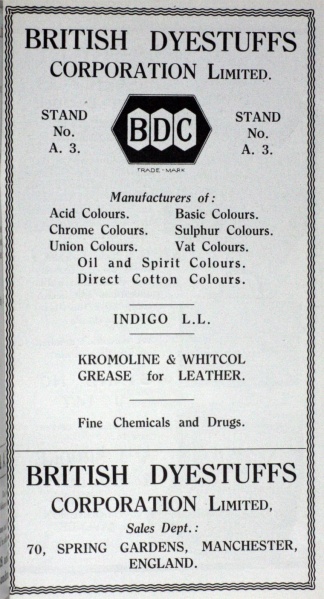 BRITISH DYESTUFFS
CORPORATION LIMITED.
STAND
No.
A. 3.
BDC
TRADE-MARK
STAND
No.
A. 3.
Manufacturers of:
Acid Colours. Basic Colours.
Chrome Colours. Sulphur Colours.
Union Colours. Vat Colours.
Oil and Spirit Colours.
Direct Cotton Colours.
INDIGO L.L.
KROMOLINE & WHITCOL
GREASE for LEATHER.
Fine Chemicals and Drugs.
BRITISH DYESTUFFS
CORPORATION LIMITED,
Sales Dept.:
70, SPRING GARDENS, MANCHESTER,
ENGLAND.